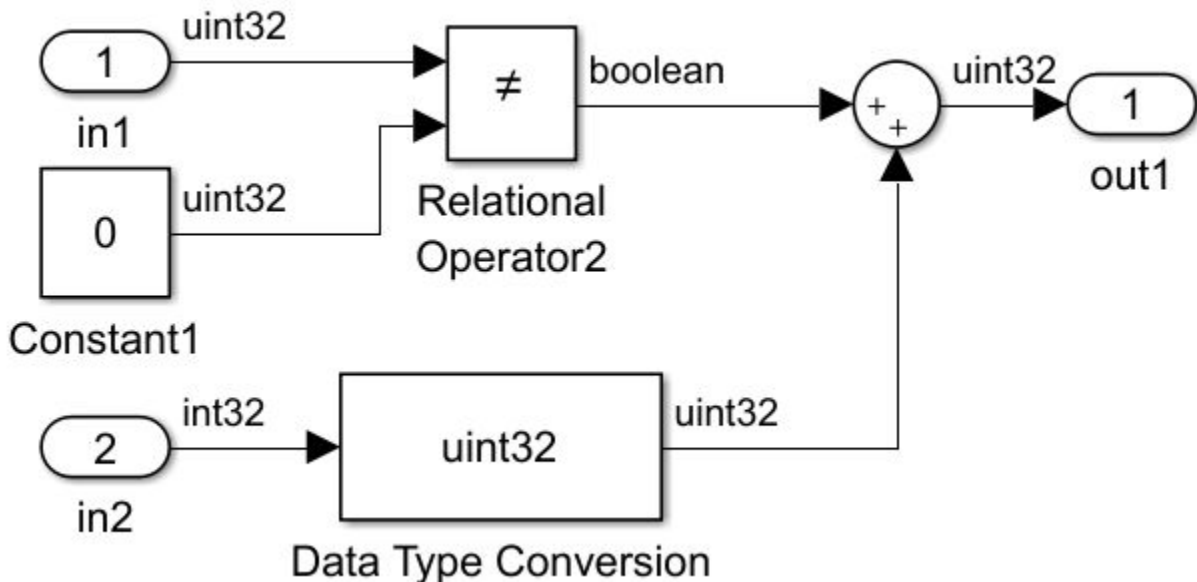 uint32
1
in1
≠
boolean
uint32
+
+
1
out1
0
uint32
Relational
Operator2
Constant1
int32
2
in2
uint32
uint32
Data Type Conversion